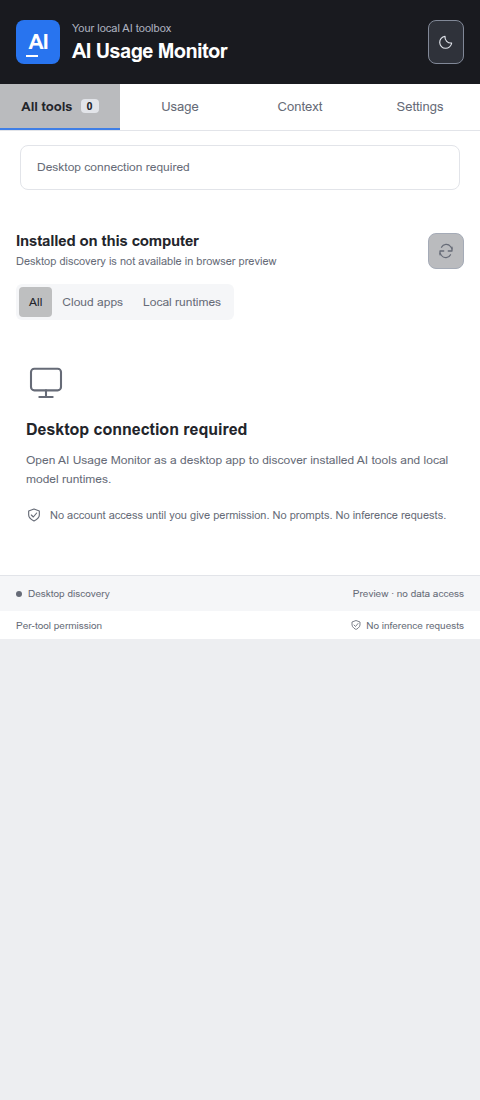 AI
Your local AI toolbox
AI Usage Monitor
All tools 0
Usage
Context
Settings
Desktop connection required
Installed on this computer
Desktop discovery is not available in browser preview
All
Cloud apps
Local runtimes
Desktop connection required
Open AI Usage Monitor as a desktop app to discover installed AI tools and local
model runtimes.
No account access until you give permission. No prompts. No inference requests.
Desktop discovery
Preview · no data access
Per-tool permission
No inference requests